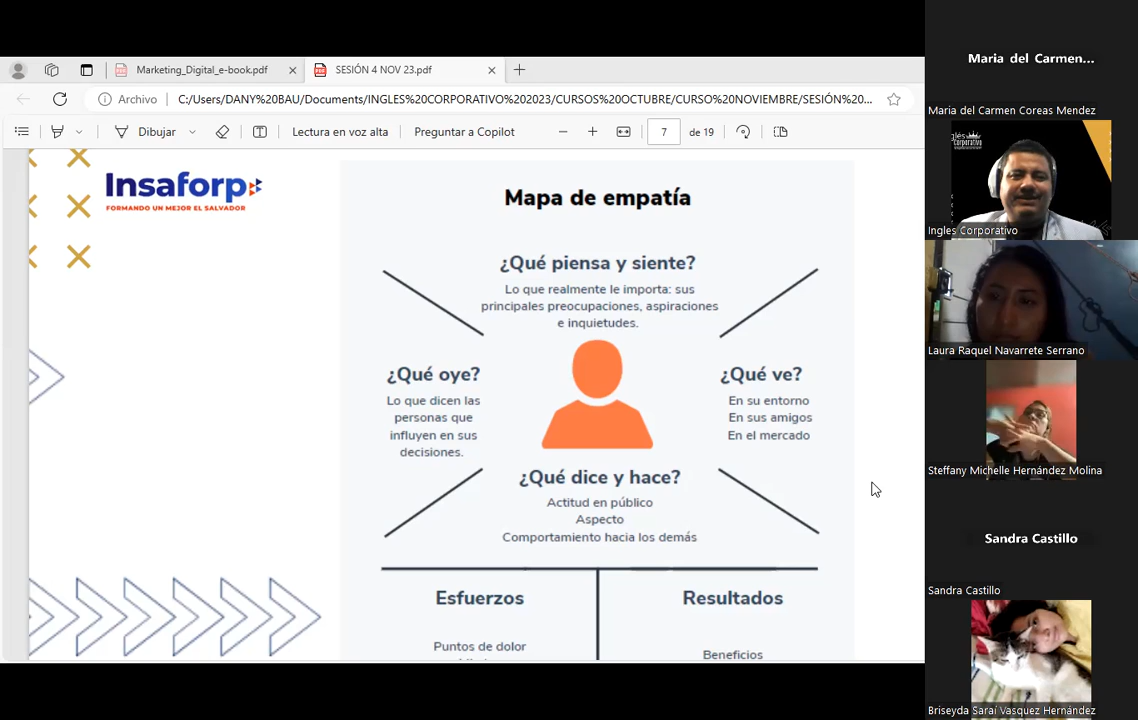 Marketing_Digital_e-book.pdf
SESIÓN 4 NOV 23.pdf
Archivo
C:/Users/DANY%20BAU/Documents/INGLES%20CORPORATIVO%202023/CURSOS%20OCTUBRE/CURSO%20NOVIEMBRE/SESIÓN%20...
Dibujar
Lectura en voz alta
Preguntar a Copilot
7
de 19
Insaforp
FORMANDO UN MEJOR EL SALVADOR
Mapa de empatía
¿Qué piensa y siente?
Lo que realmente le importa: sus
principales preocupaciones, aspiraciones
e inquietudes.
¿Qué oye?
Lo que dicen las
personas que
influyen en sus
decisiones.
¿Qué ve?
En su entorno
En sus amigos
En el mercado
¿Qué dice y hace?
Actitud en público
Aspecto
Comportamiento hacia los demás
Esfuerzos
Puntos de dolor
Resultados
Beneficios
Maria del Carmen...
Maria del Carmen Coreas Mendez
Ingles Corporativo
Laura Raquel Navarrete Serrano
Steffany Michelle Hernández Molina
Sandra Castillo
Sandra Castillo
Briseyda Saraí Vasquez Hernández